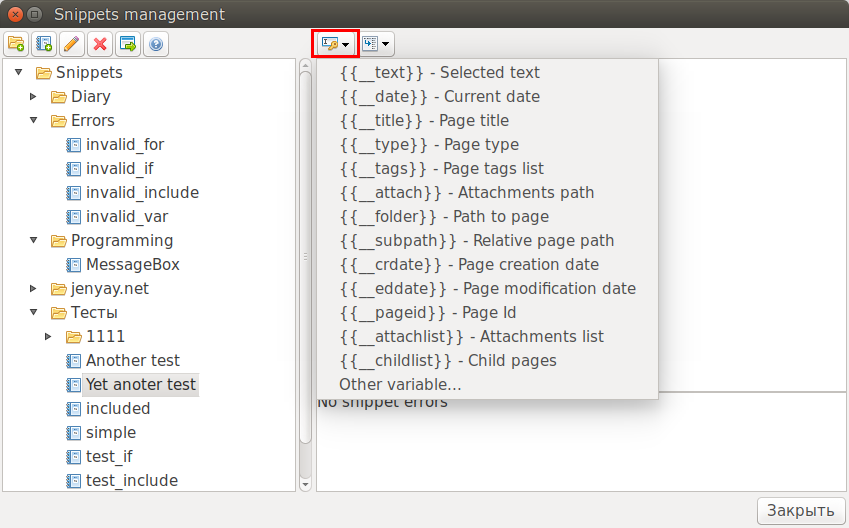 Snippets management
Snippets
Diary
Errors
invalid_for
invalid_if
invalid_include
invalid_var
Programming
MessageBox
jenyay.net
Тесты
1111
Another test
Yet anoter test
included
simple
test_if
test_include
{{__text}} - Selected text
{{__date}} - Current date
{{__title}} - Page title
{{__type}} - Page type
{{__tags}} - Page tags list
{{__attach}} - Attachments path
{{__folder}} - Path to page
{{__subpath}} - Relative page path
{{__crdate}} - Page creation date
{{__eddate}} - Page modification date
{{__pageid}} - Page Id
{{__attachlist}} - Attachments list
{{__childlist}} - Child pages
Other variable...
No snippet errors
Закрыть